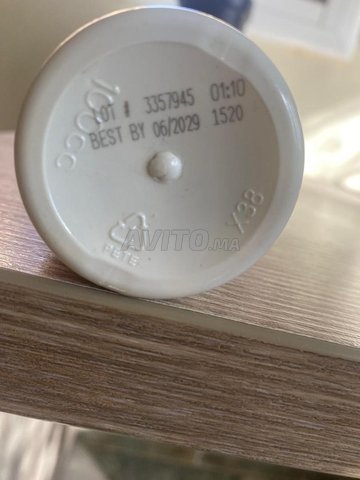 LOT # 3357945 01:10
BEST BY 06/2029 1520
100cc
X38
PETE
AVITO.ma